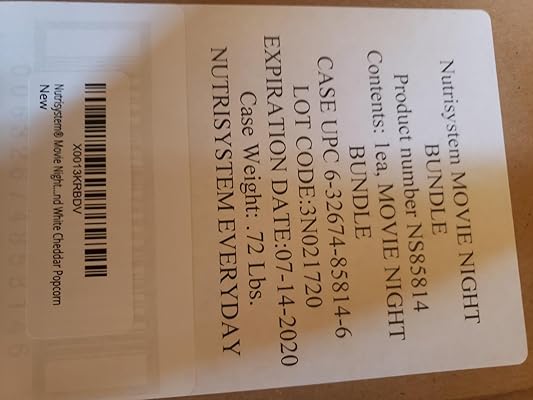 Nutrisystem MOVIE NIGHT
BUNDLE
Product number NS85814
Contents: 1ea, MOVIE NIGHT
BUNDLE
CASE UPC 6-32674-85814-6
LOT CODE:3N021720
EXPIRATION DATE:07-14-2020
Case Weight: .72 Lbs.
NUTRISYSTEM EVERYDAY
X0013KRBDV
Nutrisystem® Movie Night...nd White Cheddar Popcorn
New